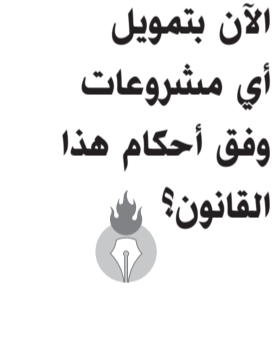 الآن بتمويل
أي مشروعات
وفق أحكام هذا
القانون؟